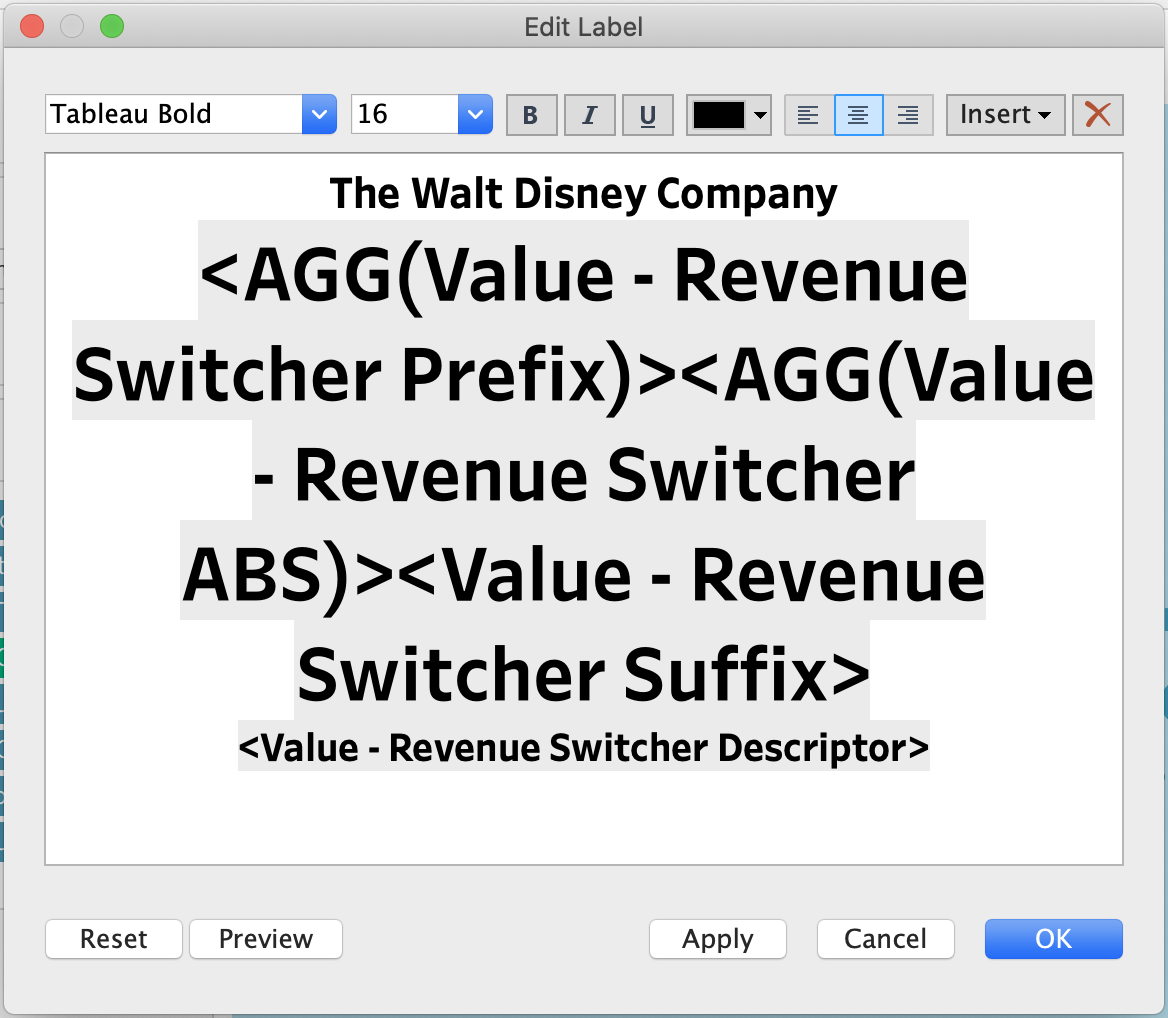 Edit Label
Tableau Bold
16
B
I
U
Insert
The Walt Disney Company
<AGG(Value - Revenue
Switcher Prefix)><AGG(Value
- Revenue Switcher
ABS)><Value - Revenue
Switcher Suffix>
<Value - Revenue Switcher Descriptor>
Reset
Preview
Apply
Cancel
OK